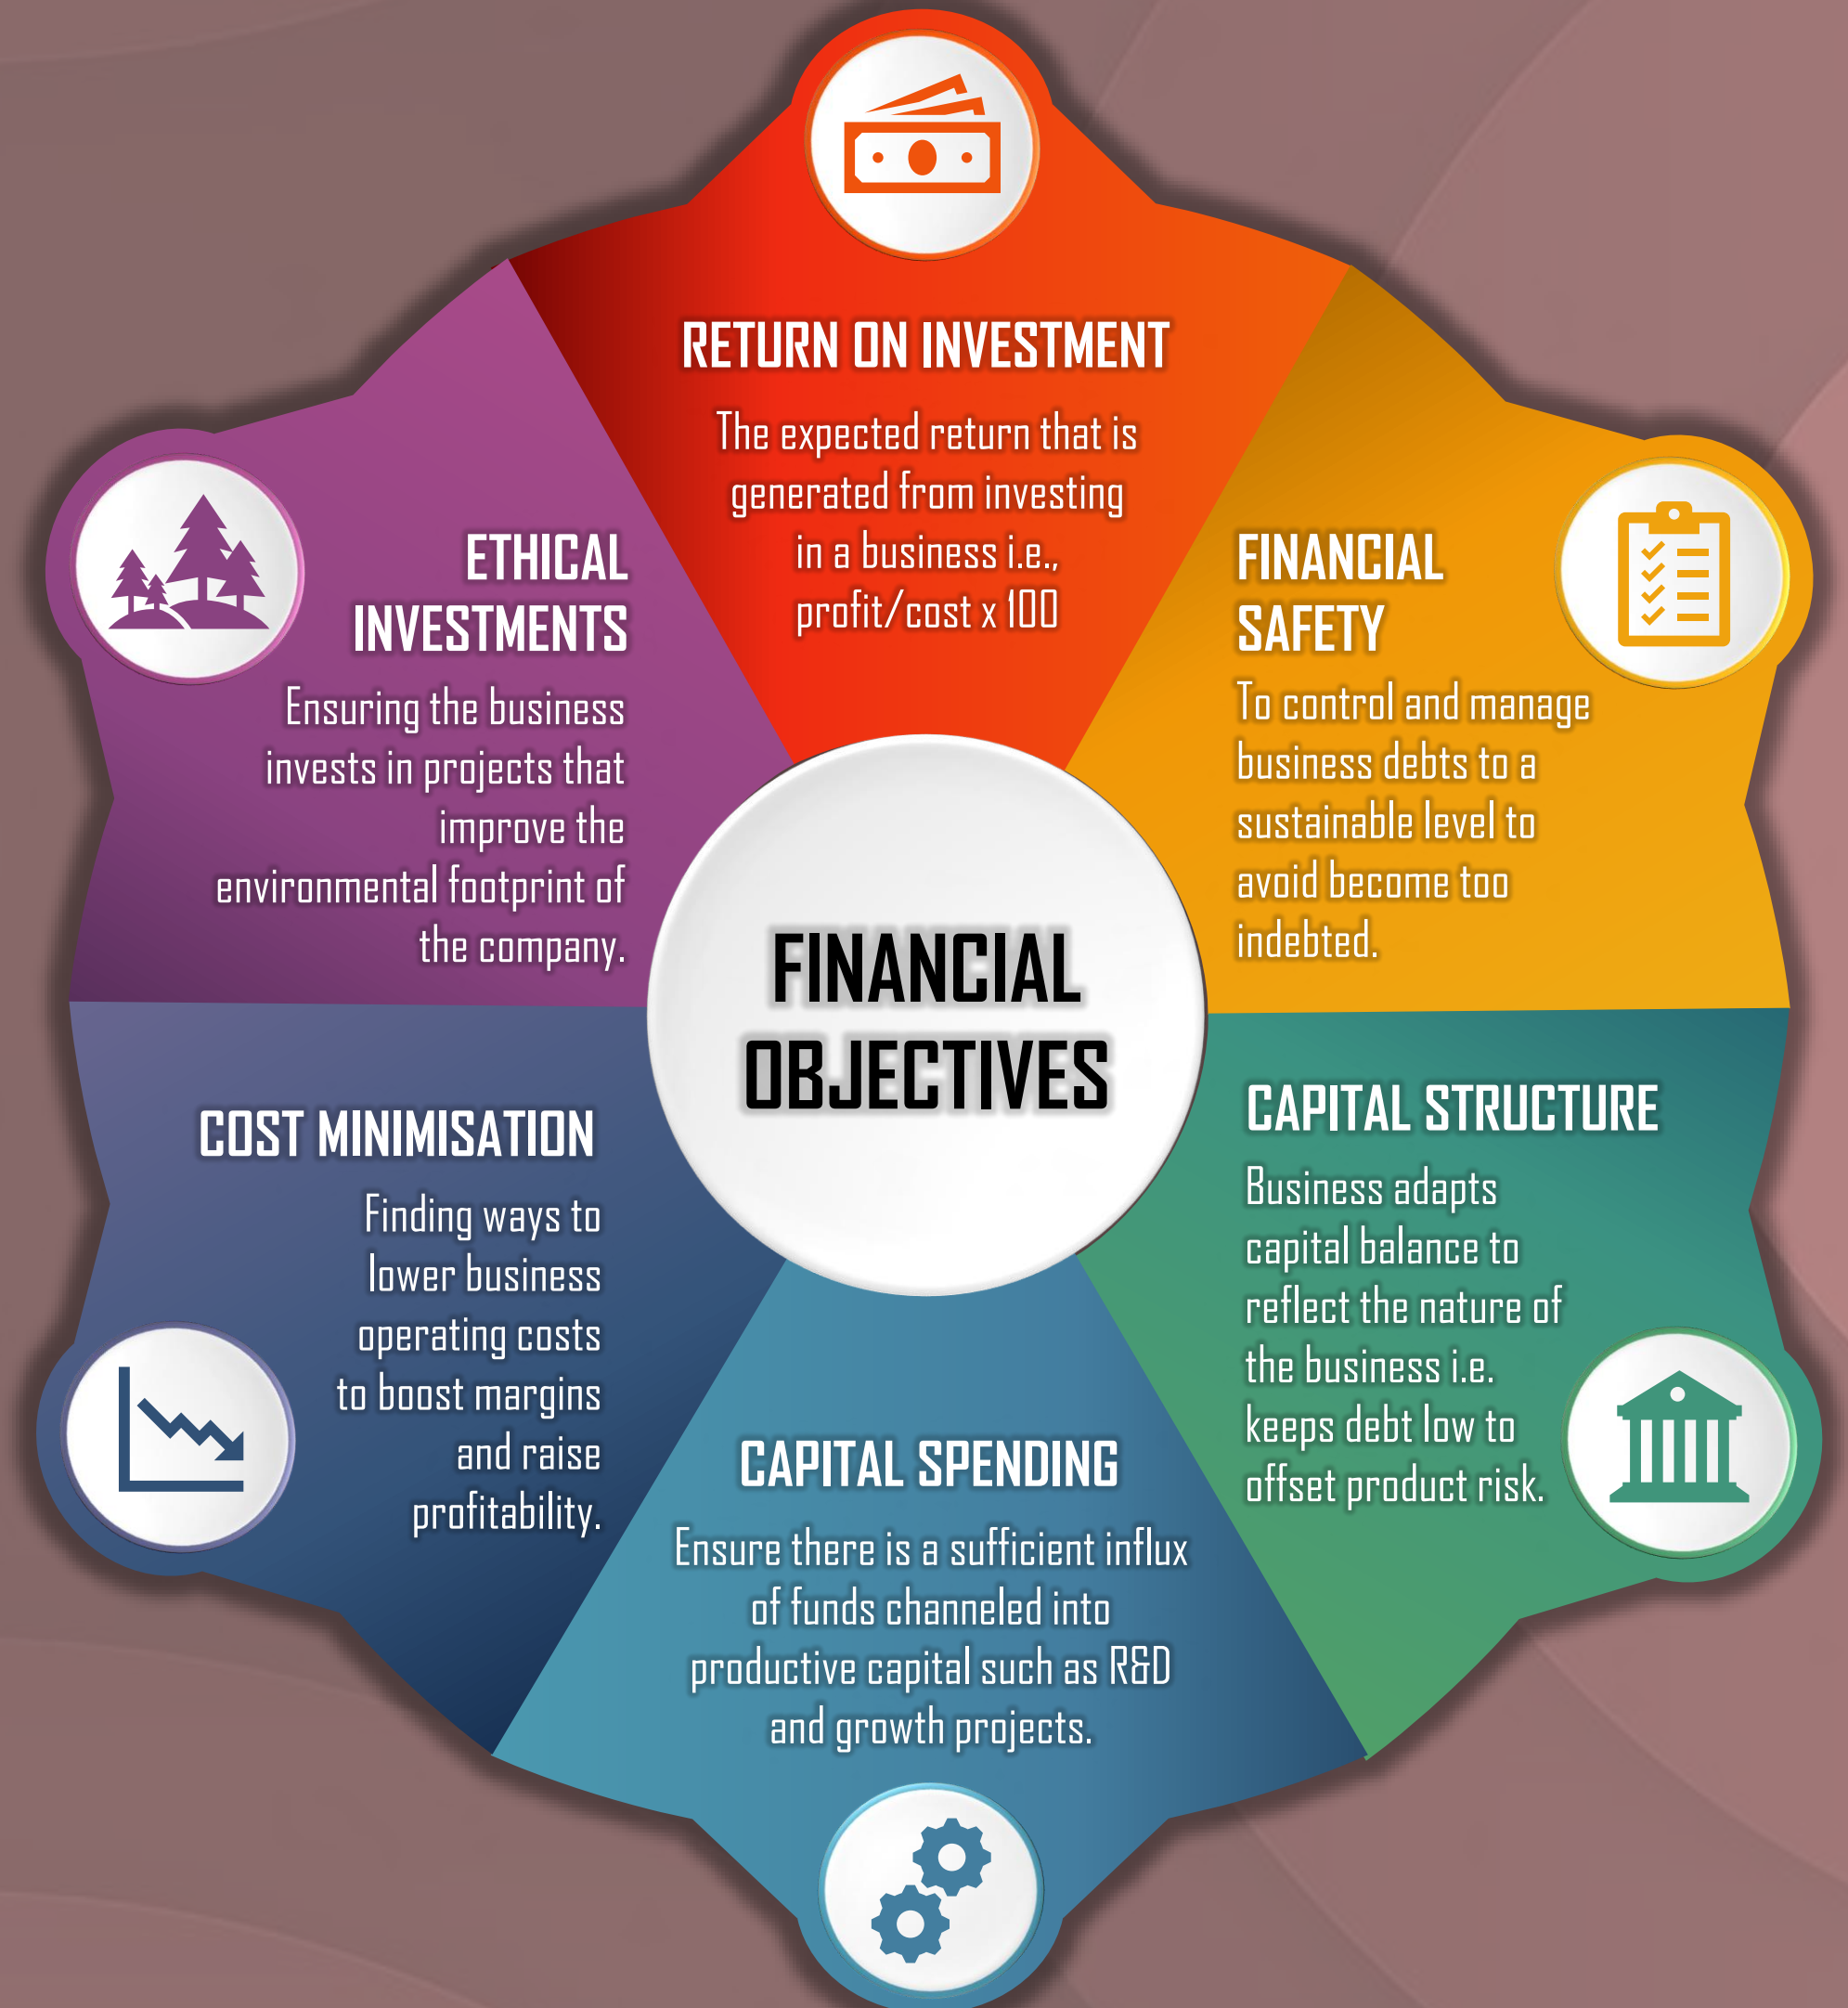 RETURN ON INVESTMENT
The expected return that is
generated from investing
in a business i.e.,
profit/cost x 100
FINANCIAL
SAFETY
To control and manage
business debts to a
sustainable level to
avoid become too
indebted.
CAPITAL STRUCTURE
Business adapts
capital balance to
reflect the nature of
the business i.e.
keeps debt low to
offset product risk.
CAPITAL SPENDING
Ensure there is a sufficient influx
of funds channeled into
productive capital such as R&D
and growth projects.
COST MINIMISATION
Finding ways to
lower business
operating costs
to boost margins
and raise
profitability.
ETHICAL
INVESTMENTS
Ensuring the business
invests in projects that
improve the
environmental footprint of
the company.
FINANCIAL
OBJECTIVES